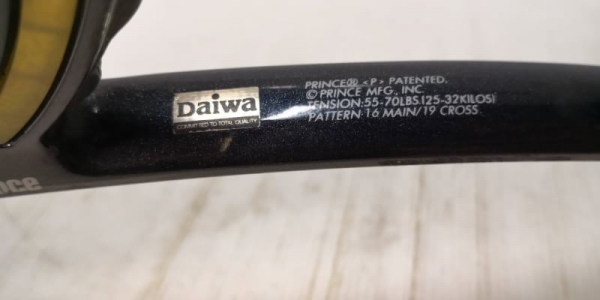 Daiwa
COMMITTED TO TOTAL QUALITY
PRINCE® <P> PATENTED.
© PRINCE MFG., INC.
TENSION:55-70LBS.(25-32KILOS)
PATTERN:16 MAIN/19 CROSS.